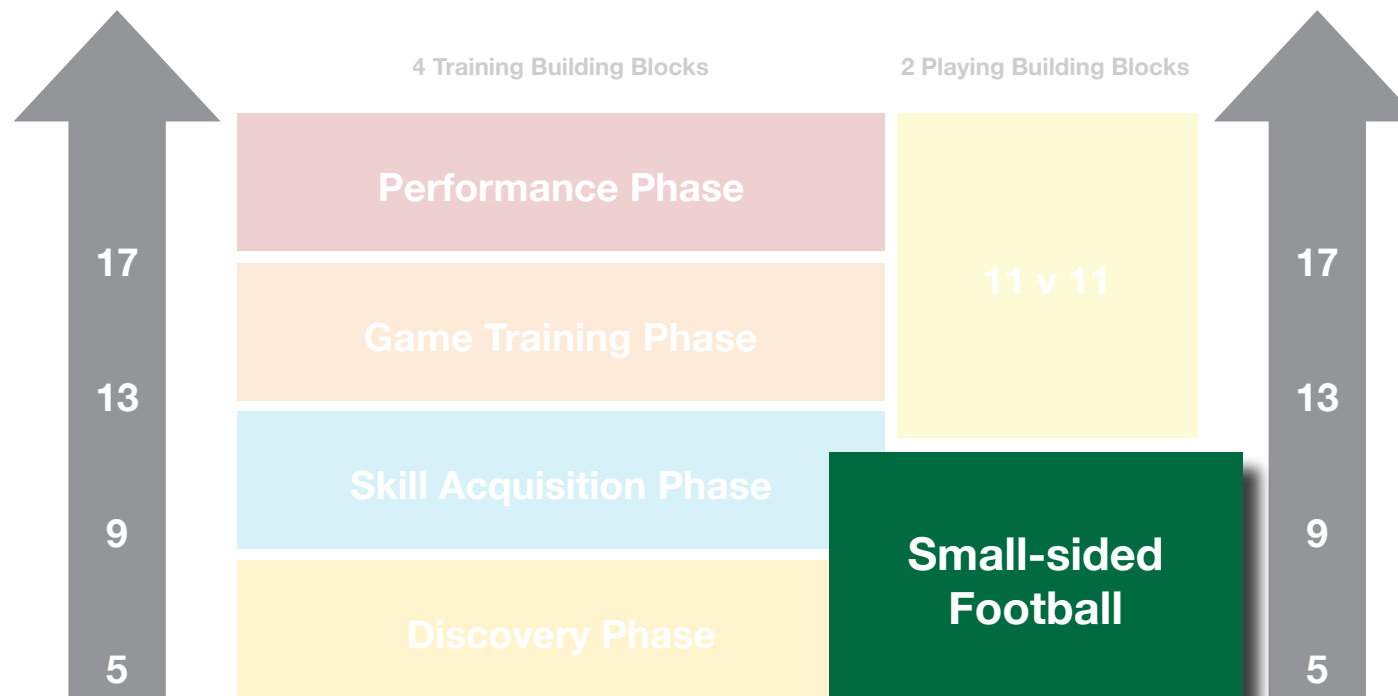 4 Training Building Blocks
2 Playing Building Blocks
Performance Phase
17
11 v 11
17
Game Training Phase
13
13
Skill Acquisition Phase
9
Small-sided
Football
9
Discovery Phase
5
5